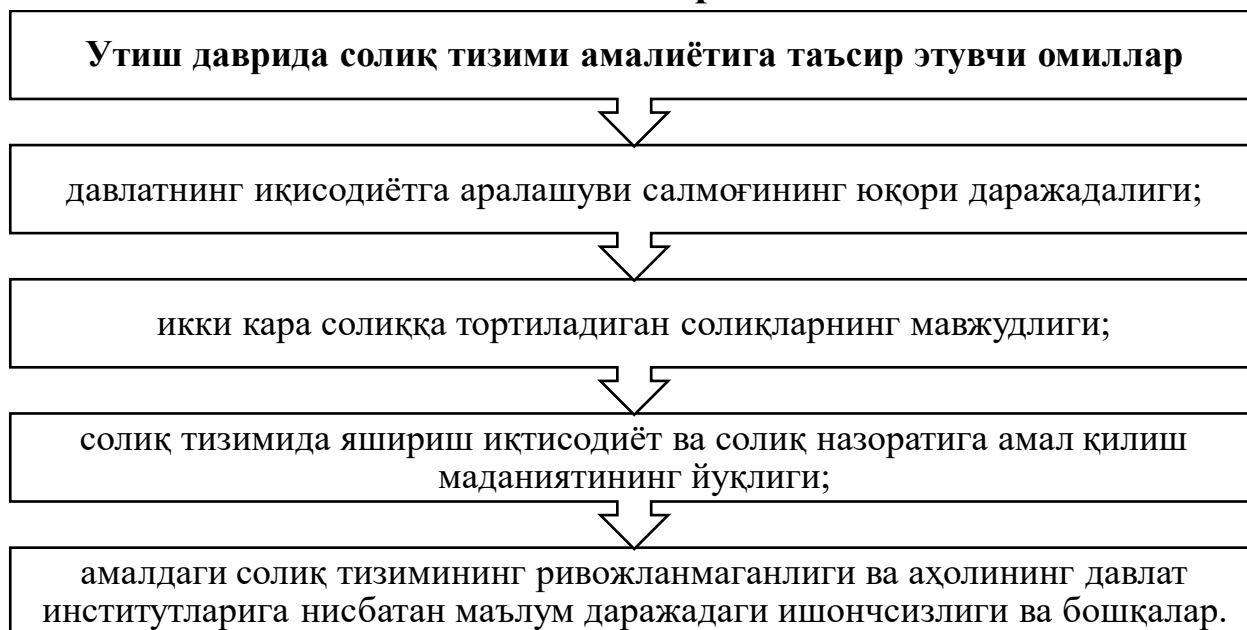 Утиш даврида солиқ тизими амалиётига таъсир этувчи омиллар
давлатнинг иқисодиётга аралашуви салмоғининг юқори даражадалиги;
икки кара солиққа тортиладиган солиқларнинг мавжудлиги;
солиқ тизимида яшириш иқтисодиёт ва солиқ назоратига амал қилиш
маданиятининг йуқлиги;
амалдаги солиқ тизимининг ривожланмаганлиги ва аҳолининг давлат
институтларига нисбатан маълум даражадаги ишончсизлиги ва бошқалар.